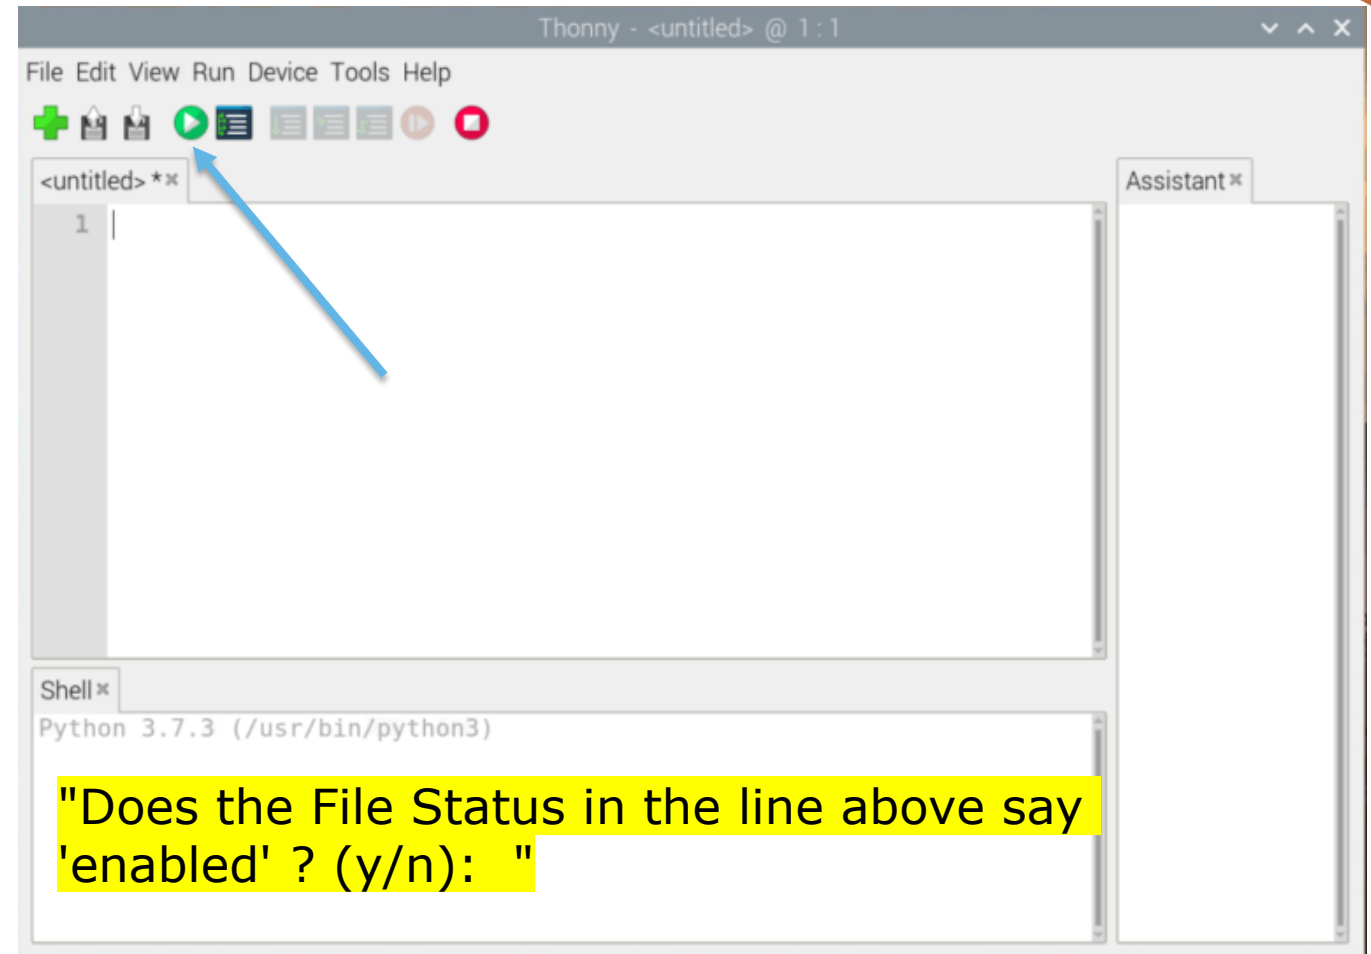 Thonny - <untitled> @ 1 : 1
File Edit View Run Device Tools Help
<untitled> *
Assistant
1
Shell
Python 3.7.3 (/usr/bin/python3)
"Does the File Status in the line above say
'enabled' ? (y/n):  "